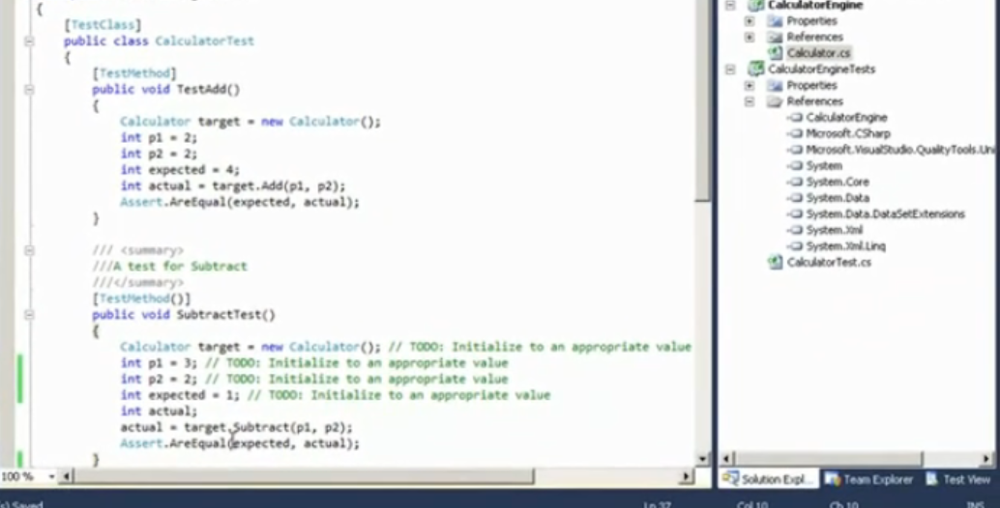 {
[TestClass]
public class CalculatorTest
{
[TestMethod]
public void TestAdd()
{
Calculator target = new Calculator();
int p1 = 2;
int p2 = 2;
int expected = 4;
int actual = target.Add(p1, p2);
Assert.AreEqual(expected, actual);
}
/// <summary>
///A test for Subtract
///</summary>
[TestMethod()]
public void SubtractTest()
{
Calculator target = new Calculator(); // TODO: Initialize to an appropriate value
int p1 = 3; // TODO: Initialize to an appropriate value
int p2 = 2; // TODO: Initialize to an appropriate value
int expected = 1; // TODO: Initialize to an appropriate value
int actual;
actual = target.Subtract(p1, p2);
Assert.AreEqual(expected, actual);
}
100 %
CalculatorEngine
Properties
References
Calculator.cs
CalculatorEngineTests
Properties
References
CalculatorEngine
Microsoft.CSharp
Microsoft.VisualStudio.QualityTools.Un
System
System.Core
System.Data
System.Data.DataSetExtensions
System.Xml
System.Xml.Linq
CalculatorTest.cs
Solution Expl...
Team Explorer
Test View
Saved
Ln 37
Col 10
Ch 10
INS